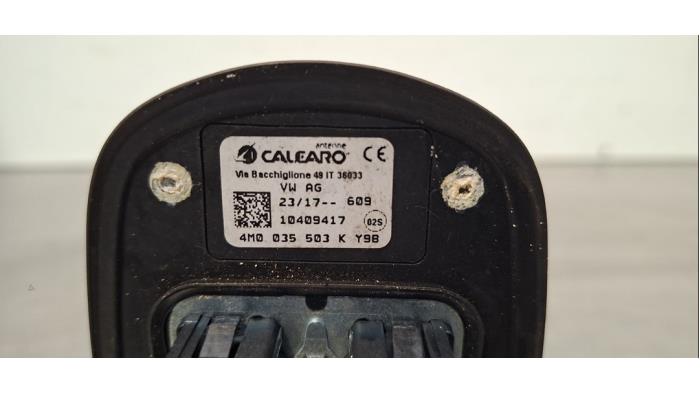 antenne
CALEARO CE
Via Bacchiglione 49 IT 36033
VW AG
23/17-- 609
10409417 02S
4M0 035 503 K Y9B